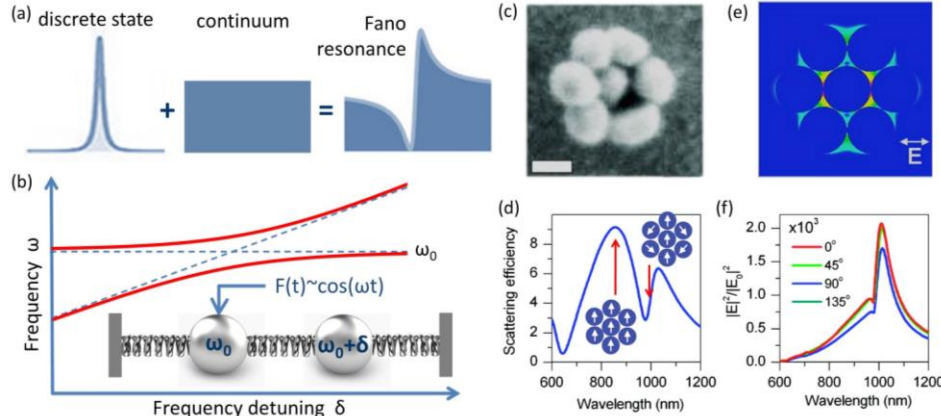 (a)
discrete state
continuum
Fano
resonance
+
=
(b)
Frequency ω
ω₀
F(t)~cos(ωt)
ω₀
ω₀+δ
Frequency detuning δ
(c)
(d)
Scattering efficiency
8
6
4
2
0
600 800 1000 1200
Wavelength (nm)
(e)
E
(f)
|E|²/|E₀|²
2.0
1.5
1.0
0.5
0.0
x10³
0°
45°
90°
135°
600 800 1000 1200
Wavelength (nm)